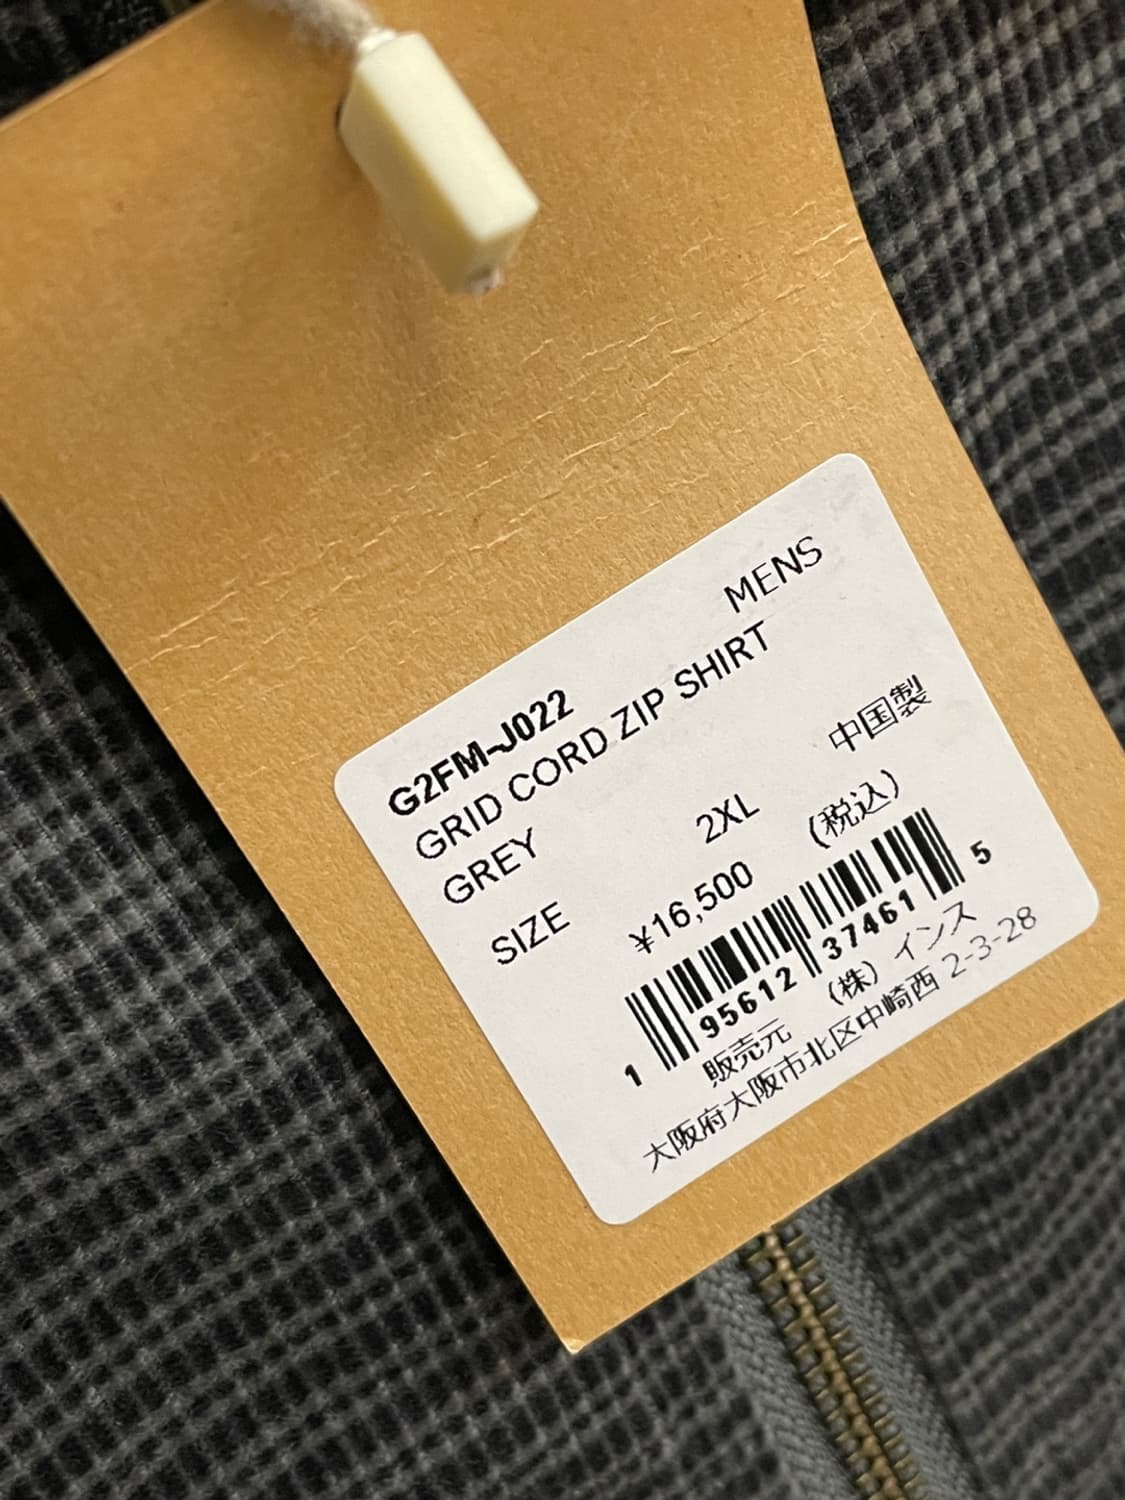 MENS
G2FM-J022
GRID CORD ZIP SHIRT
GREY 中国製
SIZE 2XL
¥16,500 (税込)
1 95612 37461 5
販売元 (株) インス
大阪府大阪市北区中崎西 2-3-28